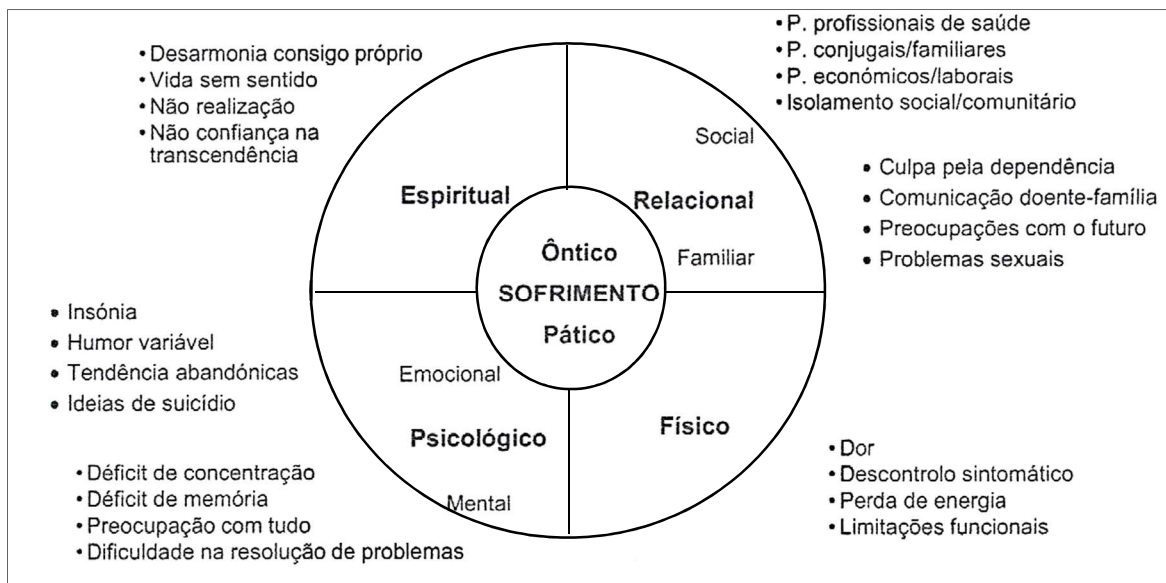 • Desarmonia consigo próprio
• Vida sem sentido
• Não realização
• Não confiança na
transcendência
• P. profissionais de saúde
• P. conjugais/familiares
• P. económicos/laborais
• Isolamento social/comunitário
Social
Espiritual
Relacional
Familiar
• Culpa pela dependência
• Comunicação doente-família
• Preocupações com o futuro
• Problemas sexuais
Ôntico
SOFRIMENTO
Pático
• Insónia
• Humor variável
• Tendência abandónicas
• Ideias de suicídio
Emocional
Psicológico
Mental
Físico
• Déficit de concentração
• Déficit de memória
• Preocupação com tudo
• Dificuldade na resolução de problemas
• Dor
• Descontrolo sintomático
• Perda de energia
• Limitações funcionais